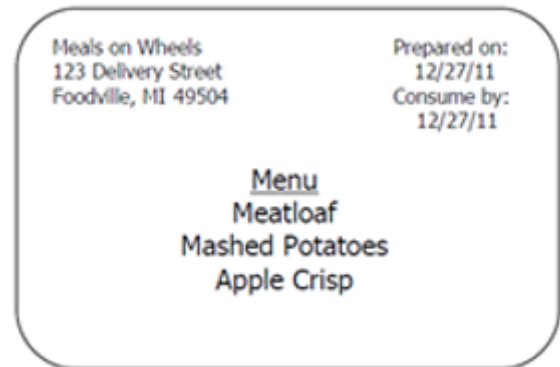 Meals on Wheels
123 Delivery Street
Foodville, MI 49504
Prepared on:
12/27/11
Consume by:
12/27/11
Menu
Meatloaf
Mashed Potatoes
Apple Crisp